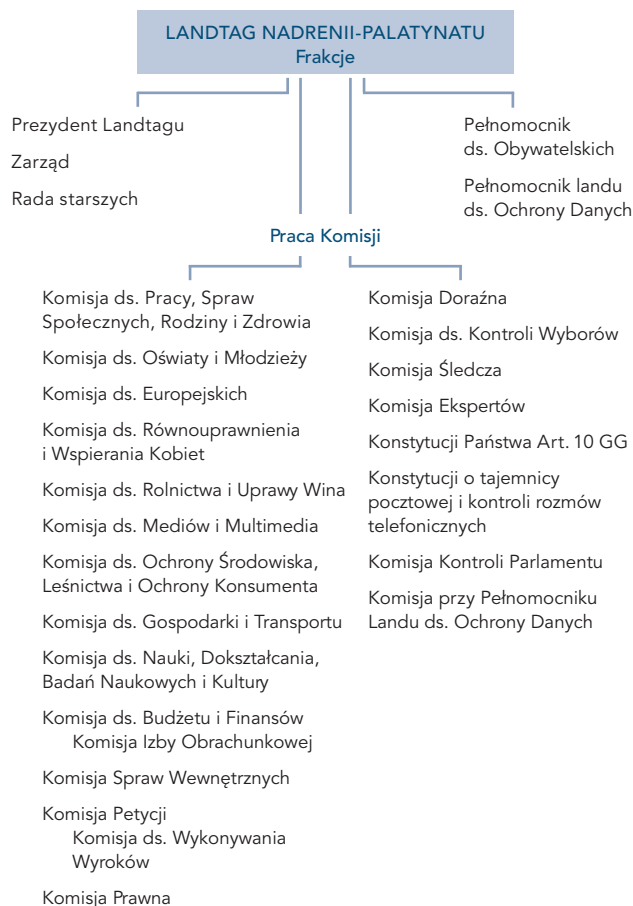 LANDTAG NADRENII-PALATYNATU
Frakcje
Prezydent Landtagu
Zarząd
Rada starszych
Pełnomocnik
ds. Obywatelskich
Pełnomocnik landu
ds. Ochrony Danych
Praca Komisji
Komisja ds. Pracy, Spraw
Społecznych, Rodziny i Zdrowia
Komisja ds. Oświaty i Młodzieży
Komisja ds. Europejskich
Komisja ds. Równouprawnienia
i Wspierania Kobiet
Komisja ds. Rolnictwa i Uprawy Wina
Komisja ds. Mediów i Multimedia
Komisja ds. Ochrony Środowiska,
Leśnictwa i Ochrony Konsumenta
Komisja ds. Gospodarki i Transportu
Komisja ds. Nauki, Dokształcania,
Badań Naukowych i Kultury
Komisja ds. Budżetu i Finansów
Komisja Izby Obrachunkowej
Komisja Spraw Wewnętrznych
Komisja Petycji
Komisja ds. Wykonywania
Wyroków
Komisja Prawna
Komisja Doraźna
Komisja ds. Kontroli Wyborów
Komisja Śledcza
Komisja Ekspertów
Konstytucji Państwa Art. 10 GG
Konstytucji o tajemnicy
pocztowej i kontroli rozmów
telefonicznych
Komisja Kontroli Parlamentu
Komisja przy Pełnomocniku
Landu ds. Ochrony Danych